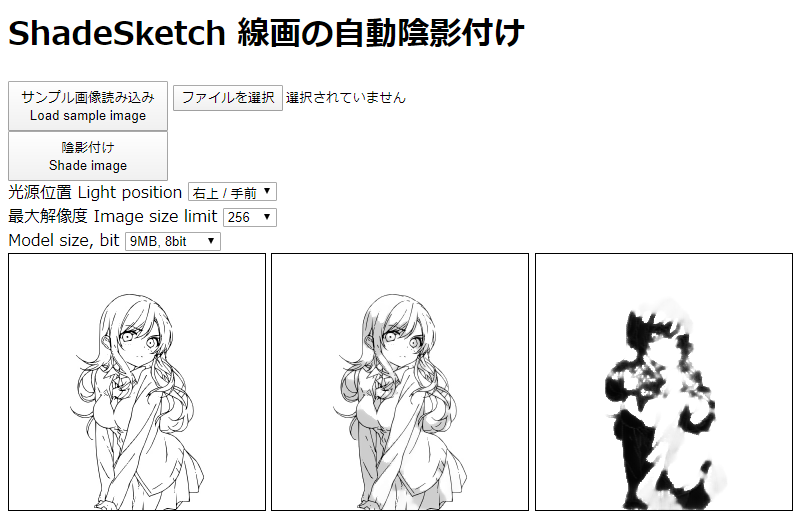 ShadeSketch 線画の自動陰影付け
サンプル画像読み込み
Load sample image
ファイルを選択 選択されていません
陰影付け
Shade image
光源位置 Light position 右上 / 手前
最大解像度 Image size limit 256
Model size, bit 9MB, 8bit